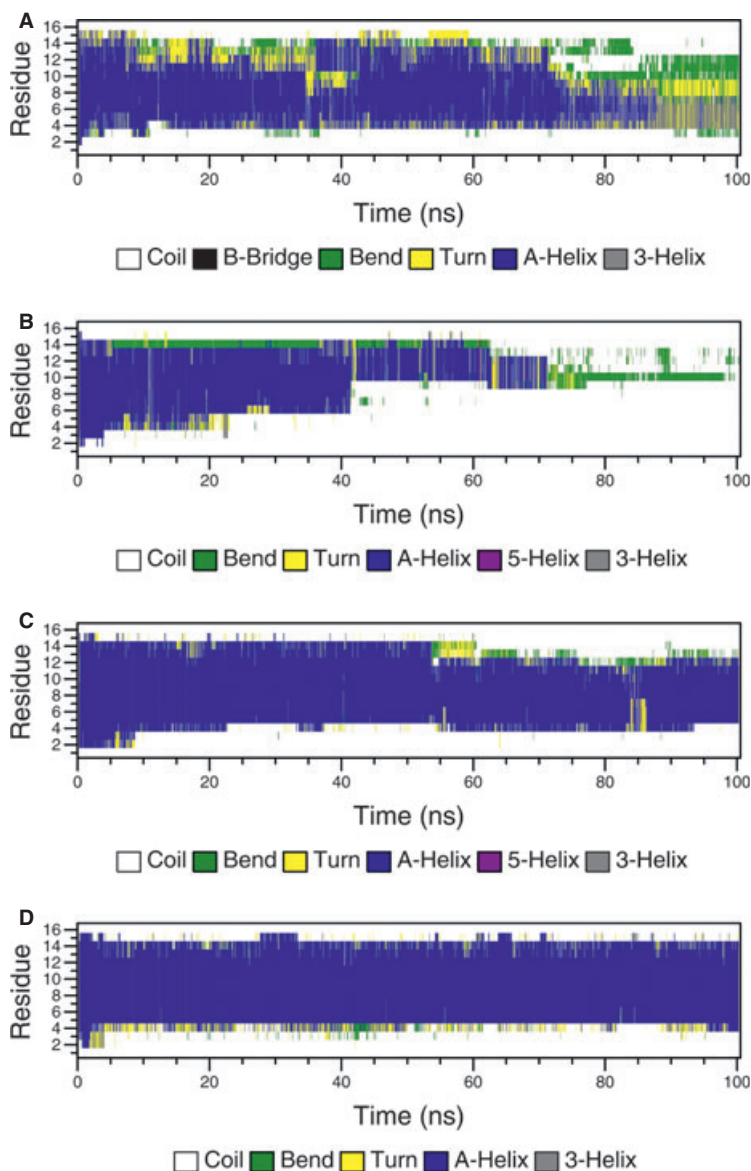 A
Residue
16
14
12
10
8
6
4
2
0 20 40 60 80 100
Time (ns)
Coil B-Bridge Bend Turn A-Helix 3-Helix
B
Residue
16
14
12
10
8
6
4
2
0 20 40 60 80 100
Time (ns)
Coil Bend Turn A-Helix 5-Helix 3-Helix
C
Residue
16
14
12
10
8
6
4
2
0 20 40 60 80 100
Time (ns)
Coil Bend Turn A-Helix 5-Helix 3-Helix
D
Residue
16
14
12
10
8
6
4
2
0 20 40 60 80 100
Time (ns)
Coil Bend Turn A-Helix 3-Helix